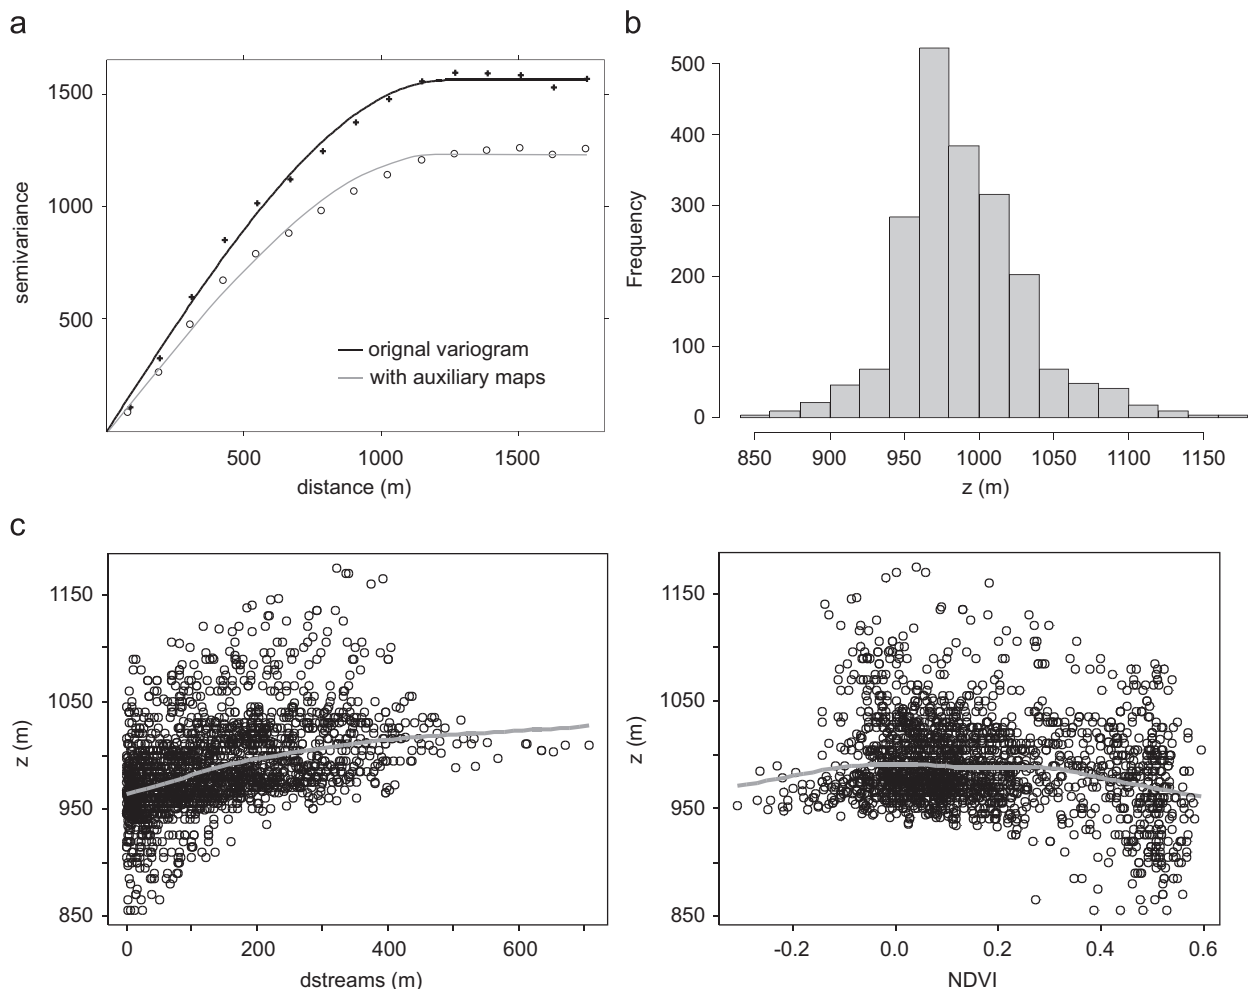 a
1500
1000
500
semivariance
orignal variogram
with auxiliary maps
500
1000
1500
distance (m)
b
500
400
300
200
100
0
Frequency
850
900
950
1000
1050
1100
1150
z (m)
c
1150
1050
950
850
z (m)
0
200
400
600
dstreams (m)
1150
1050
950
850
z (m)
-0.2
0.0
0.2
0.4
0.6
NDVI